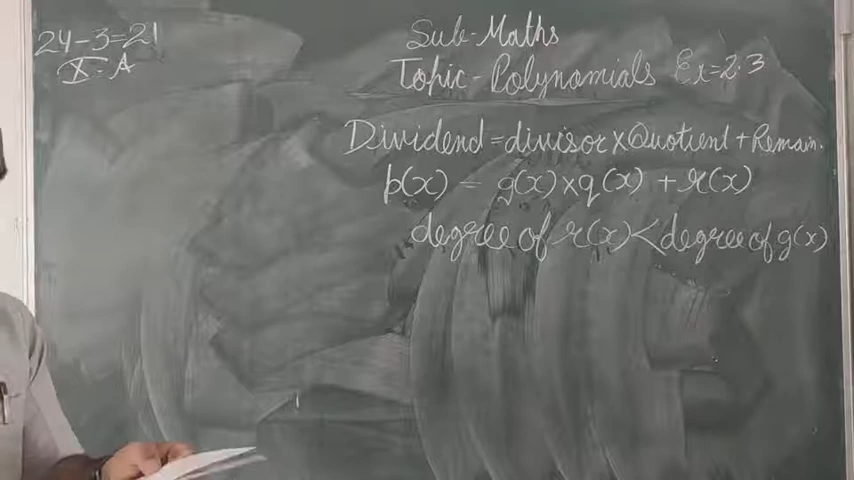 24-3=21
X-A
Sub-Maths
Topic-Polynomials Ex=2.3
Dividend=divisor×Quotient+Remain.
p(x) = g(x)×q(x)+r(x)
degree of r(x)<degree of g(x)